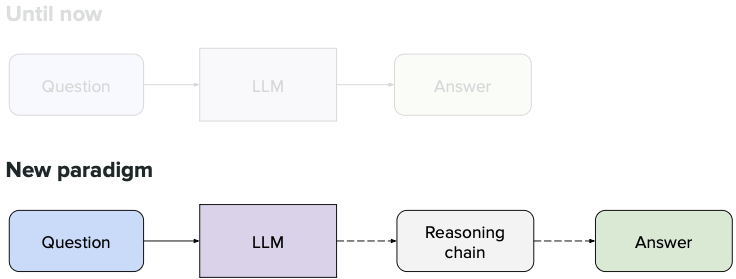 Until now
Question
LLM
Answer
New paradigm
Question
LLM
Reasoning
chain
Answer